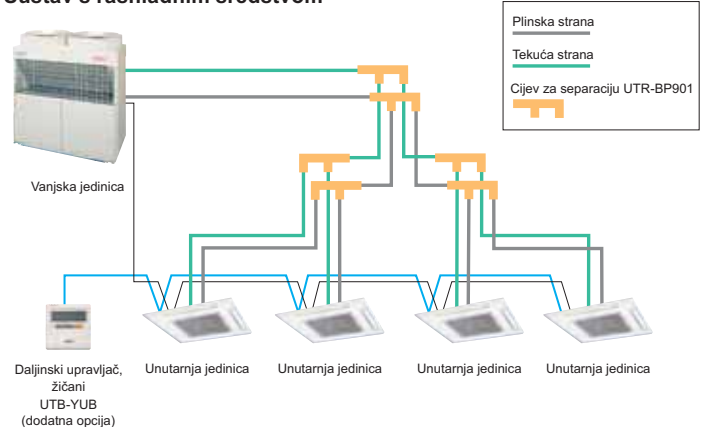 Plinska strana
Tekuća strana
Cijev za separaciju UTR-BP901
Vanjska jedinica
Daljinski upravljač,
žičani
UTB-YUB
(dodatna opcija)
Unutarnja jedinica
Unutarnja jedinica
Unutarnja jedinica
Unutarnja jedinica